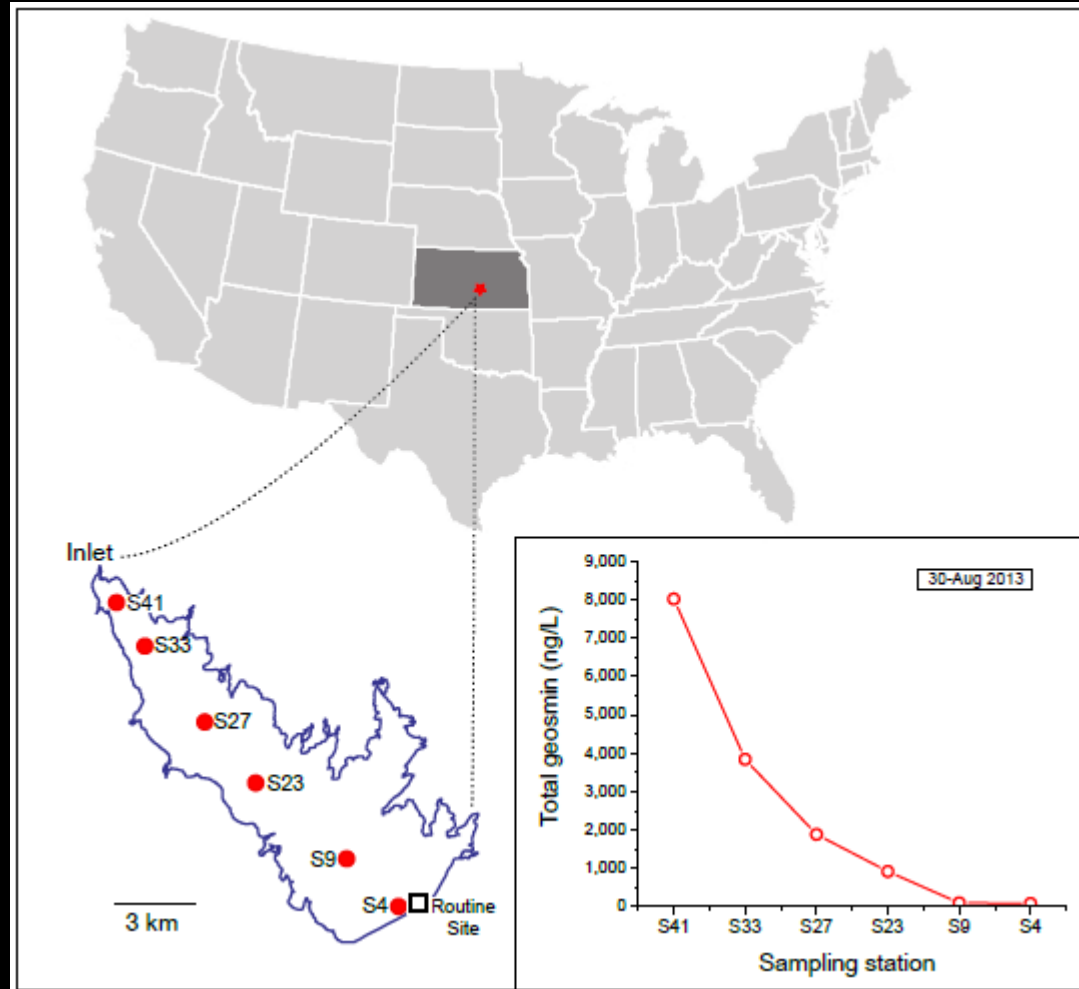 Inlet
S41
S33
S27
S23
S9
S4
Routine
Site
3 km
30-Aug 2013
Total geosmin (ng/L)
9,000
8,000
7,000
6,000
5,000
4,000
3,000
2,000
1,000
0
S41 S33 S27 S23 S9 S4
Sampling station